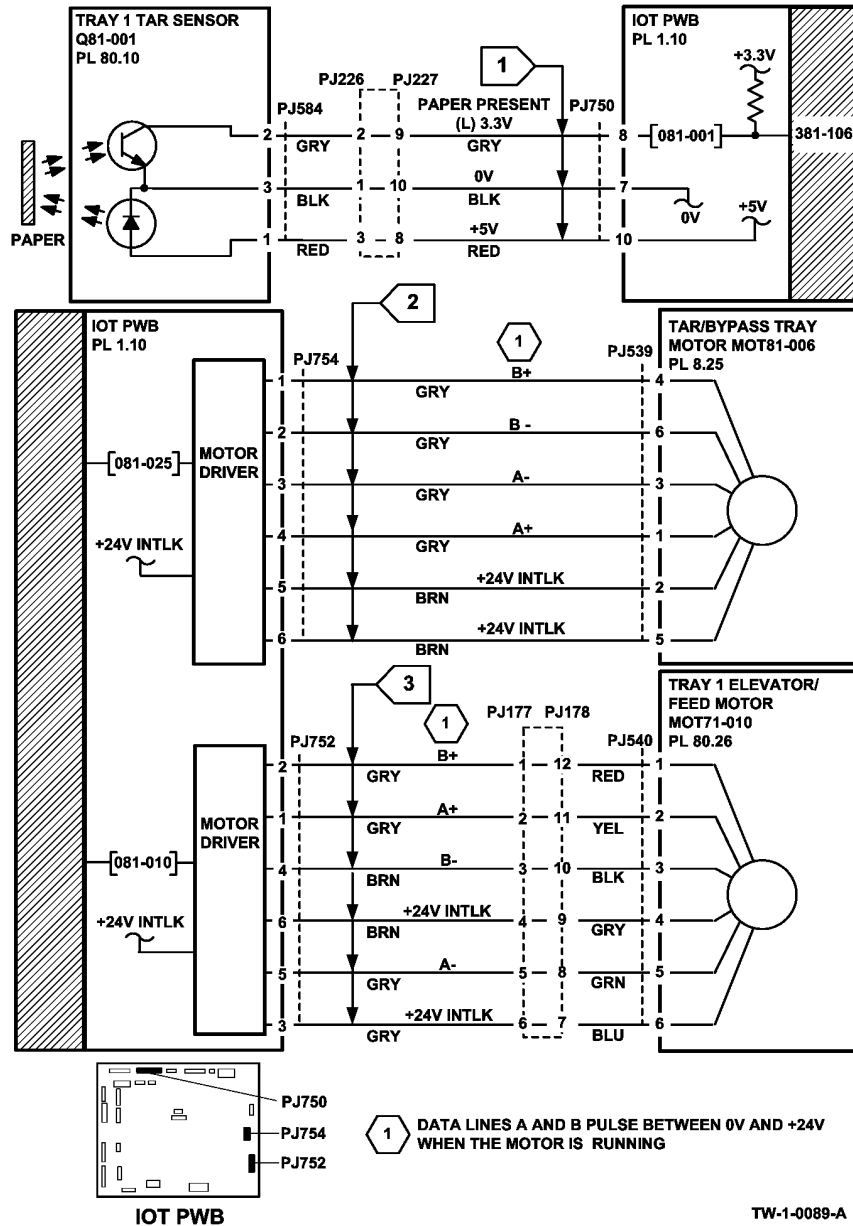 TRAY 1 TAR SENSOR
Q81-001
PL 80.10
PJ584
PJ226 PJ227
1
PAPER PRESENT
(L) 3.3V
PJ750
IOT PWB
PL 1.10
+3.3V
2 GRY 2 9 GRY 8 [081-001] 381-106
0V
3 BLK 1 10 BLK 7 0V
+5V
+5V
1 RED 3 8 RED 10
PAPER
IOT PWB
PL 1.10
PJ754
2
1
PJ539
TAR/BYPASS TRAY
MOTOR MOT81-006
PL 8.25
MOTOR
DRIVER
[081-025]
+24V INTLK
1 GRY B+ 4
2 GRY B - 6
3 GRY A- 3
4 GRY A+ 1
5 BRN +24V INTLK 2
6 BRN +24V INTLK 5
3
1
PJ752
PJ177 PJ178
PJ540
TRAY 1 ELEVATOR/
FEED MOTOR
MOT71-010
PL 80.26
MOTOR
DRIVER
[081-010]
+24V INTLK
2 GRY B+ 1 12 RED 1
1 GRY A+ 2 11 YEL 2
4 BRN B- 3 10 BLK 3
6 BRN +24V INTLK 4 9 GRY 4
5 GRY A- 5 8 GRN 5
3 GRY +24V INTLK 6 7 BLU 6
PJ750
PJ754
PJ752
IOT PWB
1 DATA LINES A AND B PULSE BETWEEN 0V AND +24V
WHEN THE MOTOR IS RUNNING
TW-1-0089-A